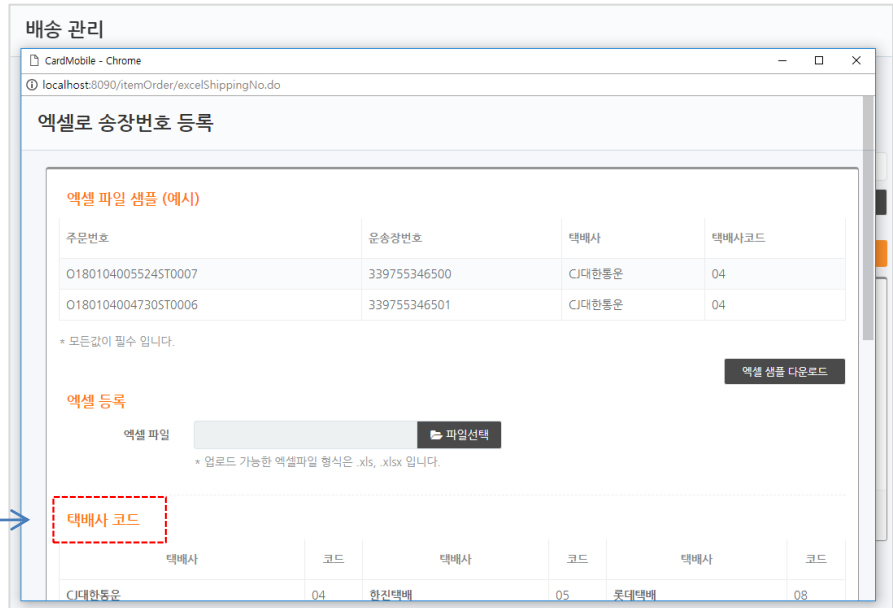 배송 관리
CardMobile - Chrome
localhost:8090/itemOrder/excelShippingNo.do
엑셀로 송장번호 등록
엑셀 파일 샘플 (예시)
주문번호 운송장번호 택배사 택배사코드
O180104005524ST0007 339755346500 CJ대한통운 04
O180104004730ST0006 339755346501 CJ대한통운 04
* 모든값이 필수 입니다.
엑셀 샘플 다운로드
엑셀 등록
엑셀 파일 파일선택
* 업로드 가능한 엑셀파일 형식은 .xls, .xlsx 입니다.
택배사 코드
택배사 코드 택배사 코드 택배사 코드
CJ대한통운 04 한진택배 05 롯데택배 08